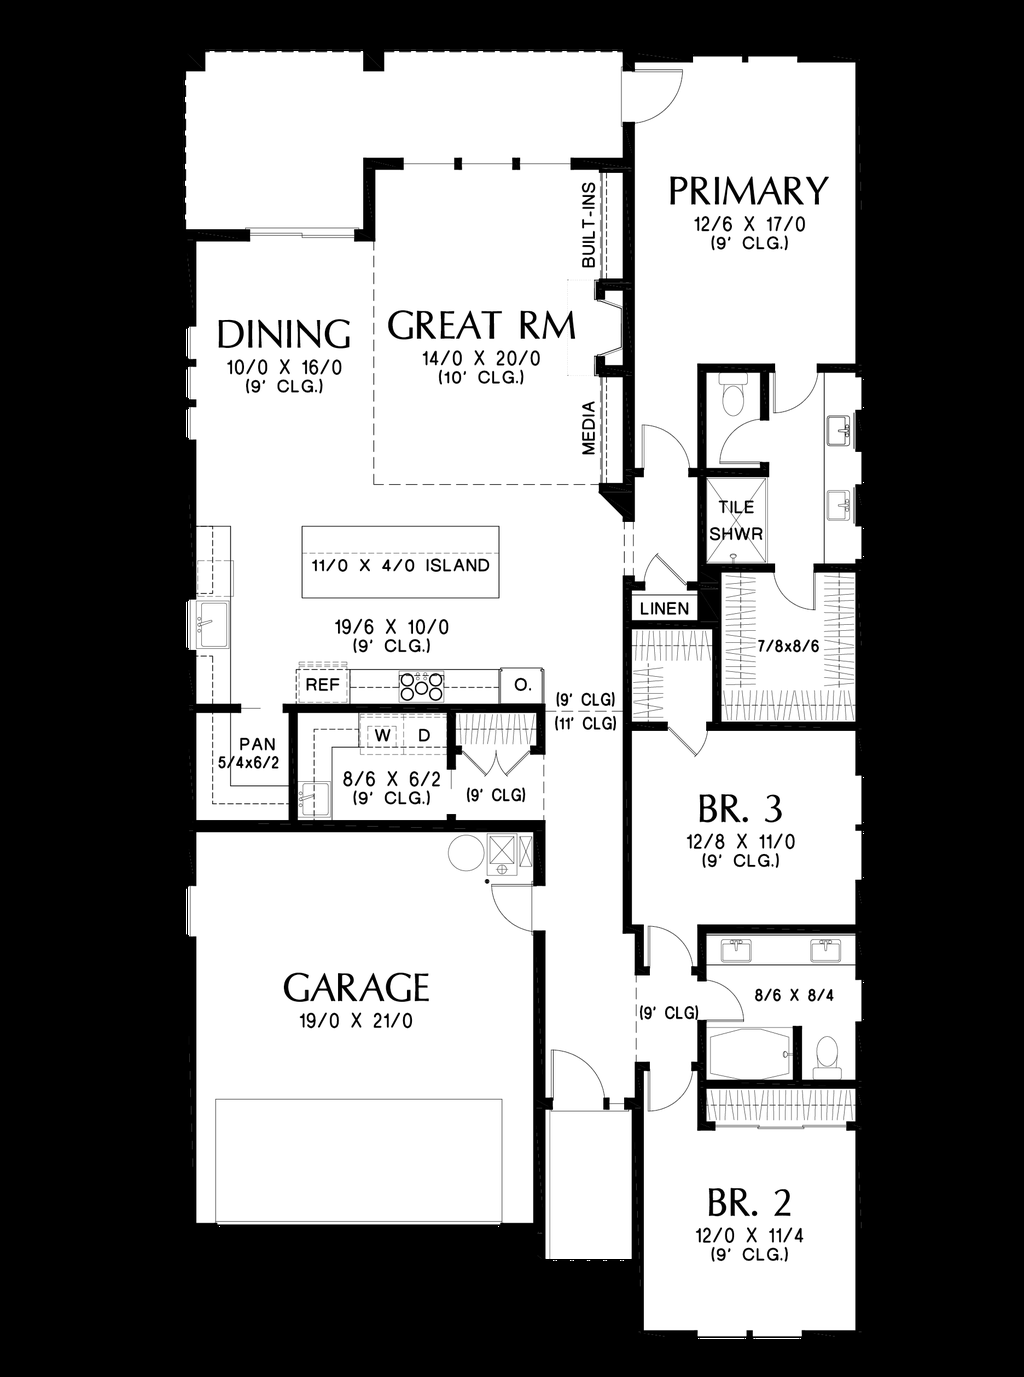 PRIMARY
12/6 X 17/0
(9' CLG.)
BUILT-INS
DINING
10/0 X 16/0
(9' CLG.)
GREAT RM
14/0 X 20/0
(10' CLG.)
MEDIA
TILE
SHWR
11/0 X 4/0 ISLAND
LINEN
19/6 X 10/0
(9' CLG.)
7/8x8/6
REF
O.
(9' CLG)
(11' CLG)
PAN
5/4x6/2
W
D
8/6 X 6/2
(9' CLG.)
(9' CLG)
BR. 3
12/8 X 11/0
(9' CLG.)
GARAGE
19/0 X 21/0
8/6 X 8/4
(9' CLG)
BR. 2
12/0 X 11/4
(9' CLG.)